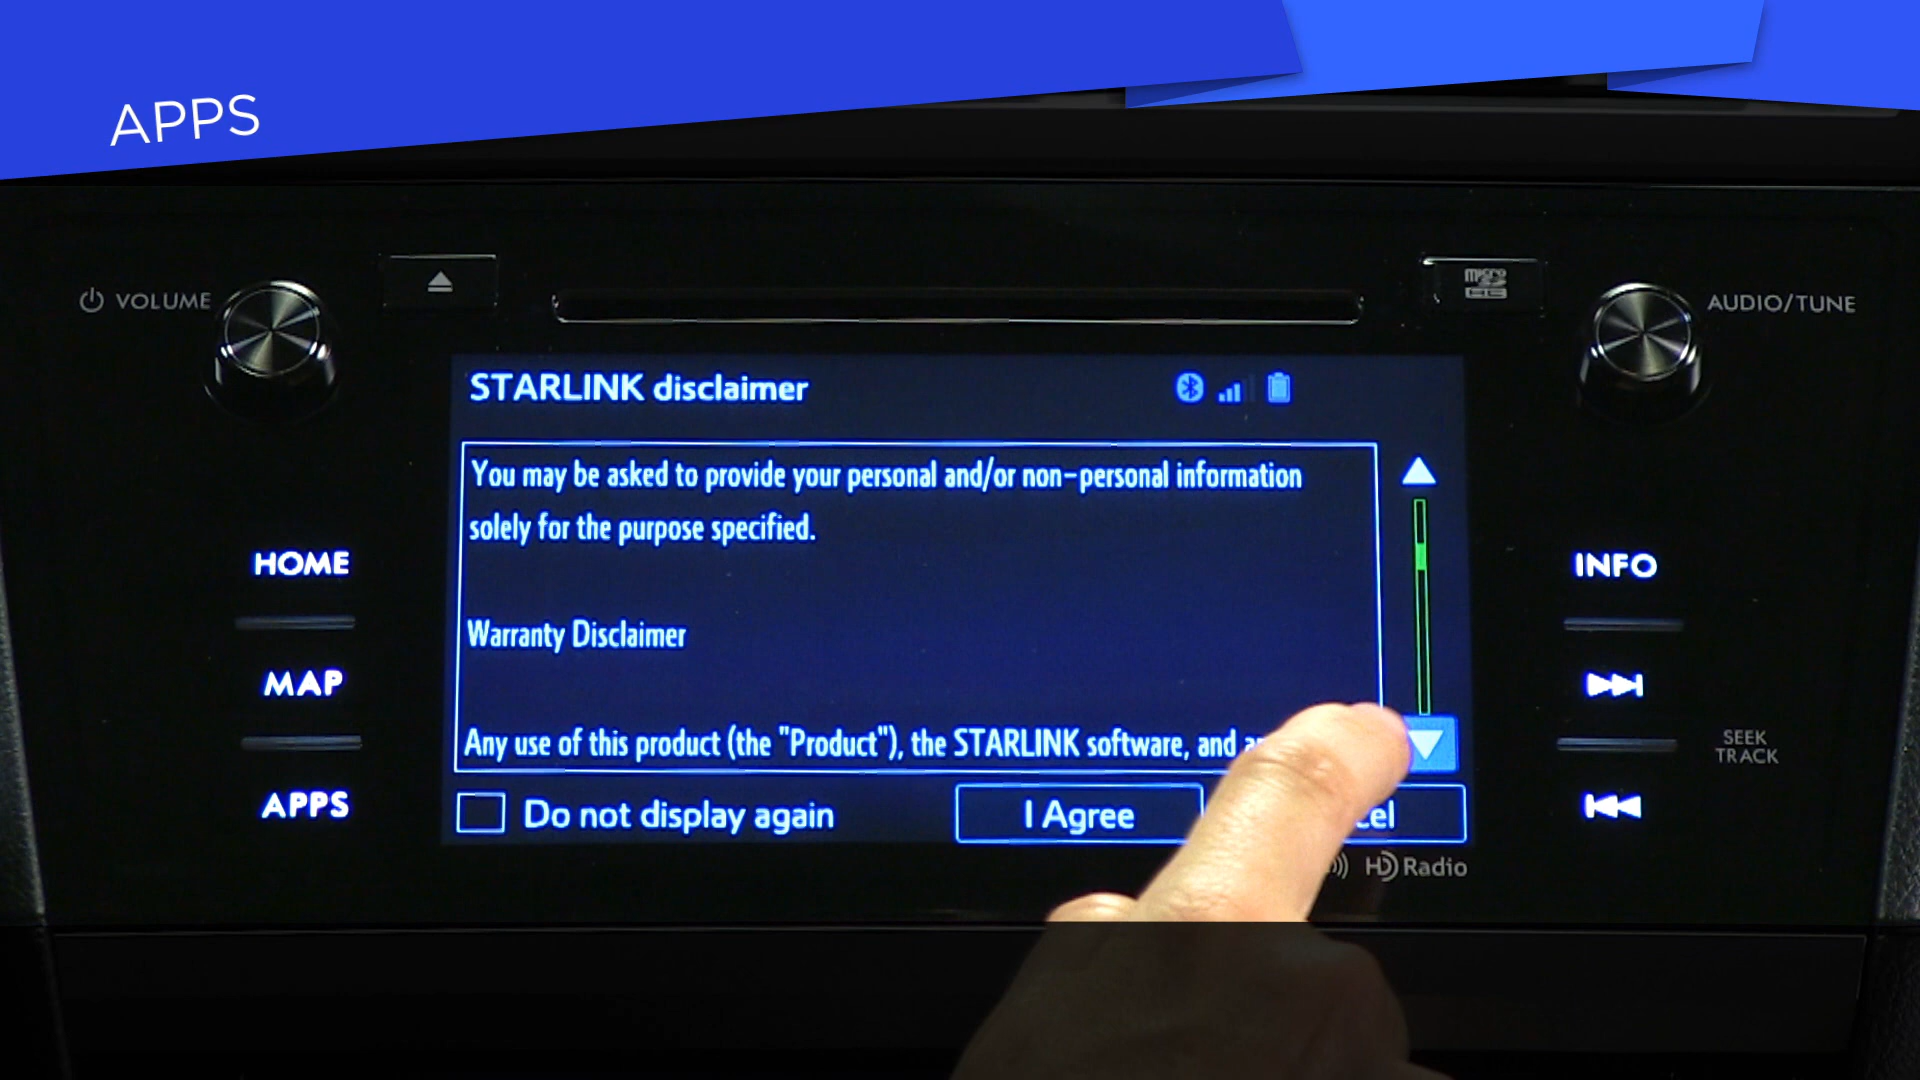 APPS
VOLUME
micro
AUDIO/TUNE
STARLINK disclaimer
You may be asked to provide your personal and/or non-personal information
solely for the purpose specified.
Warranty Disclaimer
Any use of this product (the "Product"), the STARLINK software, and
Do not display again
I Agree
HOME
MAP
APPS
INFO
SEEK
TRACK
HD Radio